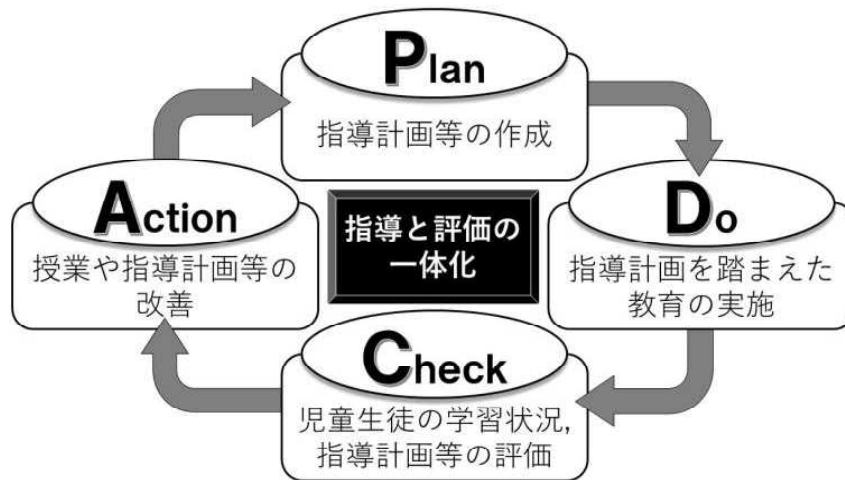 Plan
指導計画等の作成
Do
指導計画を踏まえた
教育の実施
Check
児童生徒の学習状況,
指導計画等の評価
Action
授業や指導計画等の
改善
指導と評価の
一体化